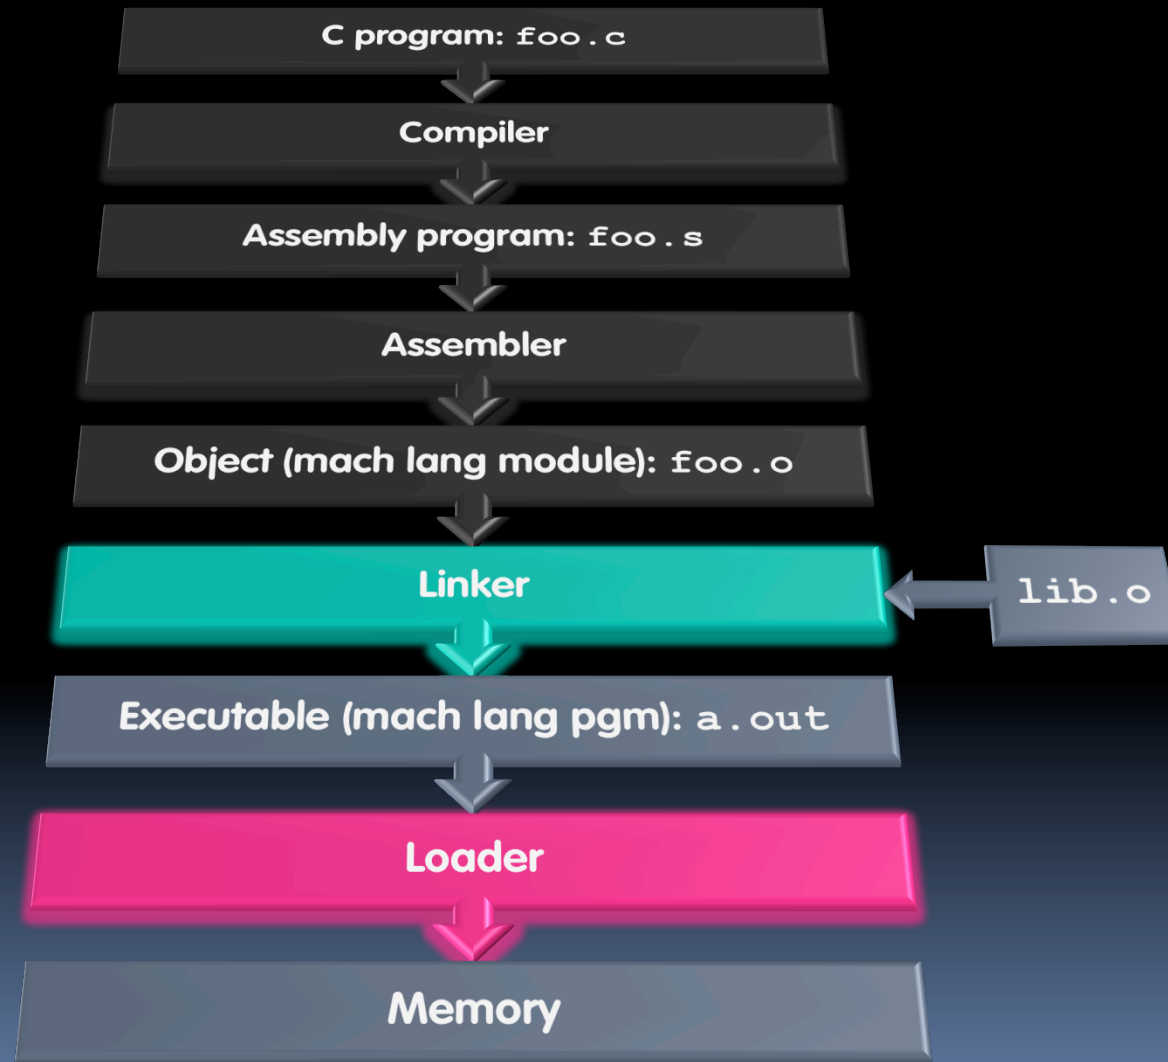 C program: foo.c
Compiler
Assembly program: foo.s
Assembler
Object (mach lang module): foo.o
Linker
lib.o
Executable (mach lang pgm): a.out
Loader
Memory